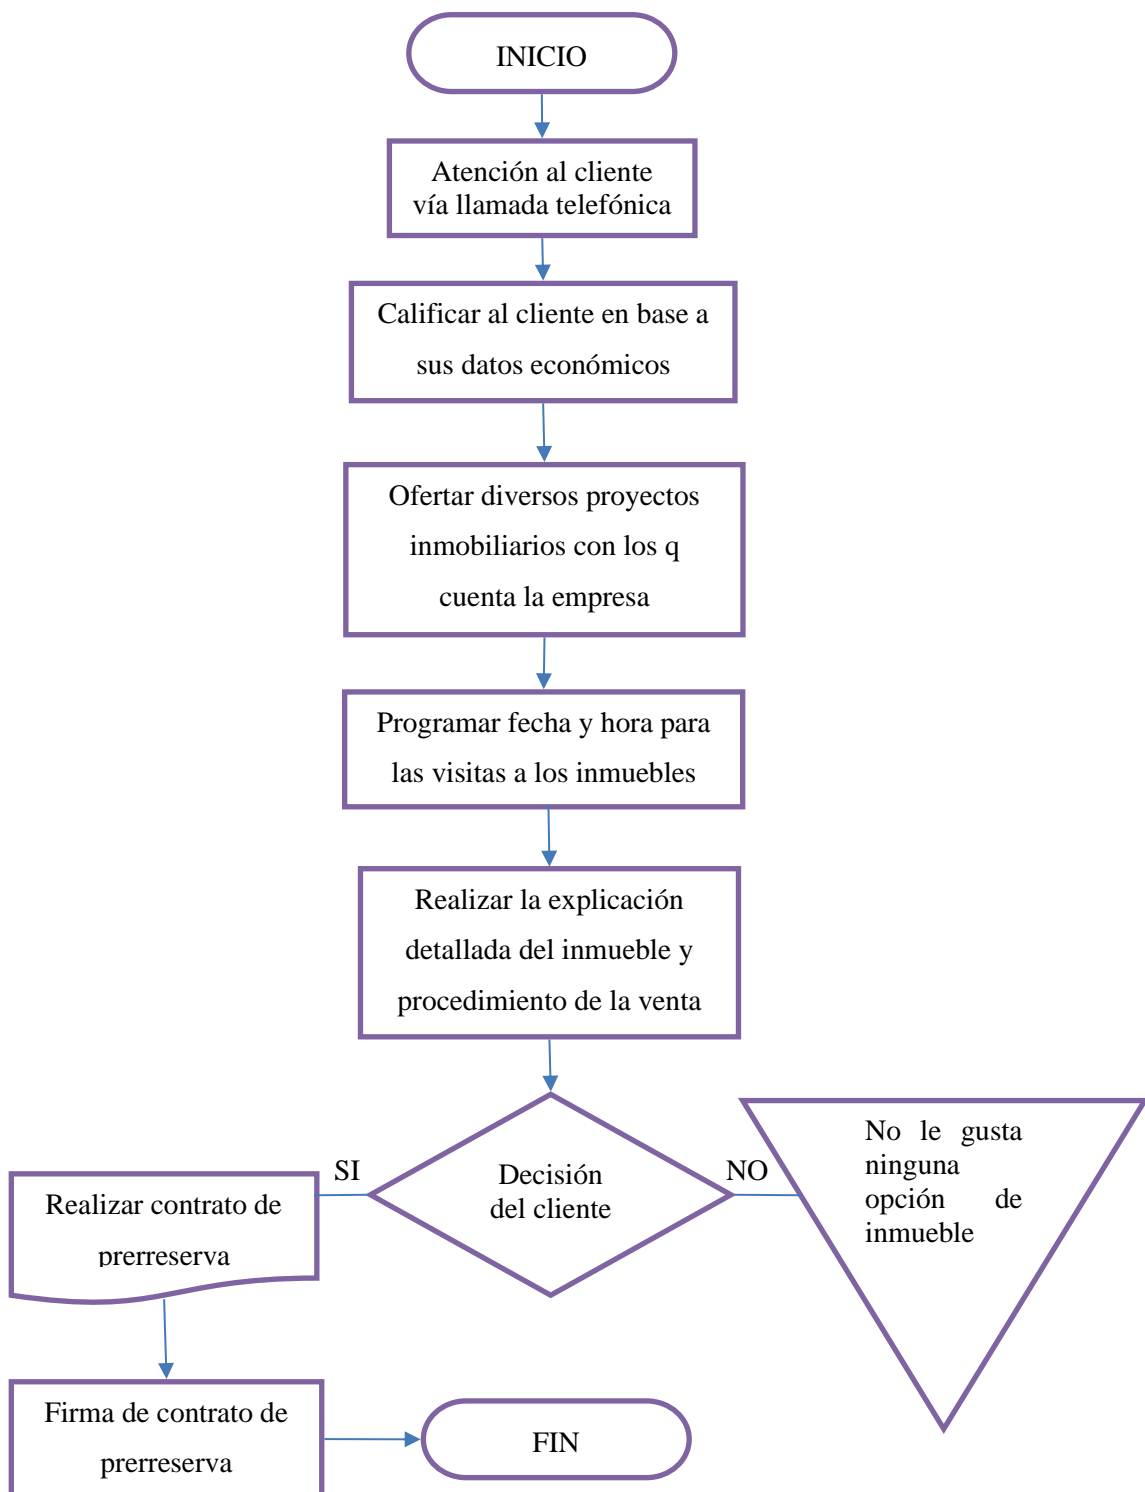 INICIO
Atención al cliente
vía llamada telefónica
Calificar al cliente en base a
sus datos económicos
Ofertar diversos proyectos
inmobiliarios con los q
cuenta la empresa
Programar fecha y hora para
las visitas a los inmuebles
Realizar la explicación
detallada del inmueble y
procedimiento de la venta
Decisión
del cliente
SI
NO
No le gusta
ninguna
opción de
inmueble
Realizar contrato de
prerreserva
Firma de contrato de
prerreserva
FIN